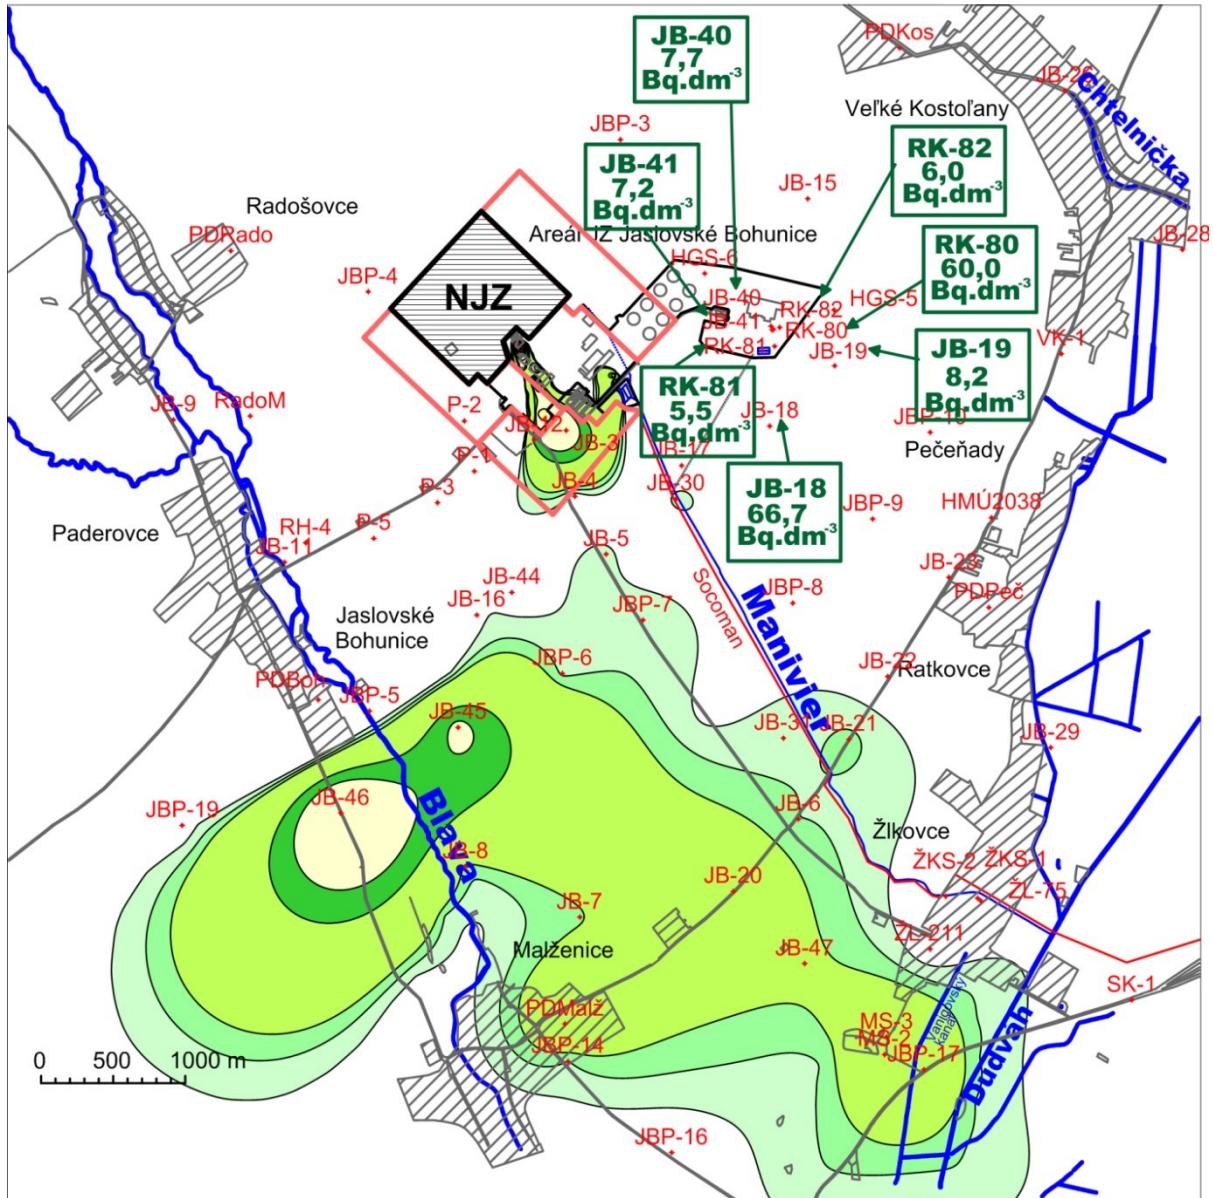 PDKos
JB-40
7,7
Bq.dm-3
JB-26
Chtelnička
Veľké Kostoľany
JBP-3
RK-82
6,0
Bq.dm-3
JB-41
7,2
Bq.dm-3
JB-15
Radošovce
PDRado
Areál JZ Jaslovské Bohunice
JB-28
RK-80
60,0
Bq.dm-3
HGS-6
JBP-4
NJZ
JB-40
HGS-5
RK-82
JB-41
RK-80
RK-81
JB-19
VK-1
JB-19
8,2
Bq.dm-3
RK-81
5,5
Bq.dm-3
JB-9
RadoM
P-2
JB-12
JB-3
JB-18
JBP-10
Pečeňady
JB-17
P-1
P-3
JB-4
JB-30
JB-18
66,7
Bq.dm-3
JBP-9
HMÚ2038
Paderovce
RH-4
JB-11
P-5
JB-5
JB-23
Socoman
Manivier
JB-44
JB-16
JBP-7
JBP-8
PDPeč
Jaslovské
Bohunice
JBP-6
JB-22
Ratkovce
PDBoh
JBP-5
JB-45
JB-31
JB-21
JB-29
JBP-19
JB-46
Blava
JB-6
Žlkovce
JB-8
ŽKS-2
ŽKS-1
JB-20
ŽL-75
JB-7
Malženice
JB-47
ŽL-211
SK-1
PDMalž
MS-3
MS-2
Vanigovský
kanál
Dudváh
JBP-14
JBP-17
0 500 1000 m
JBP-16